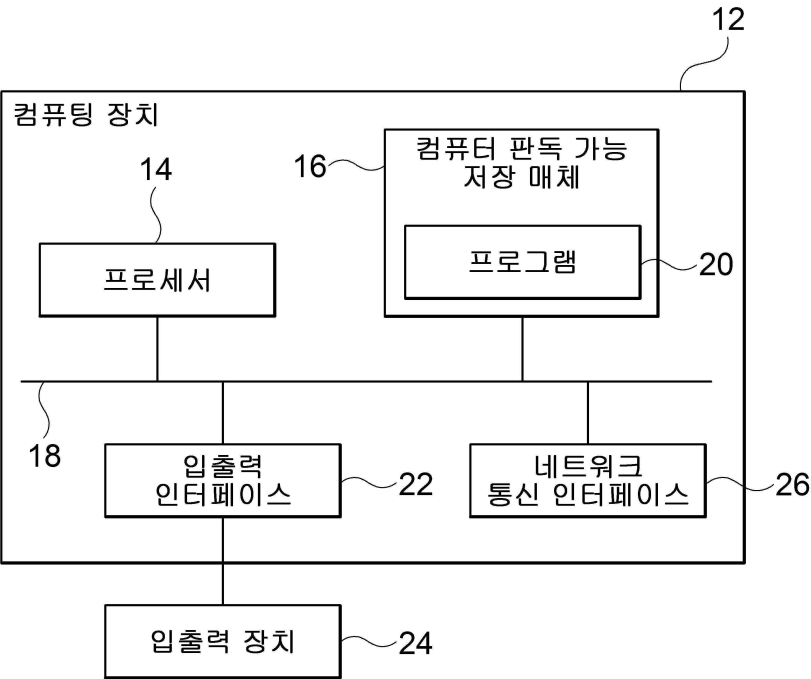 12
컴퓨팅 장치
14
16
컴퓨터 판독 가능
저장 매체
프로세서
프로그램
20
18
입출력
인터페이스
22
네트워크
통신 인터페이스
26
입출력 장치
24